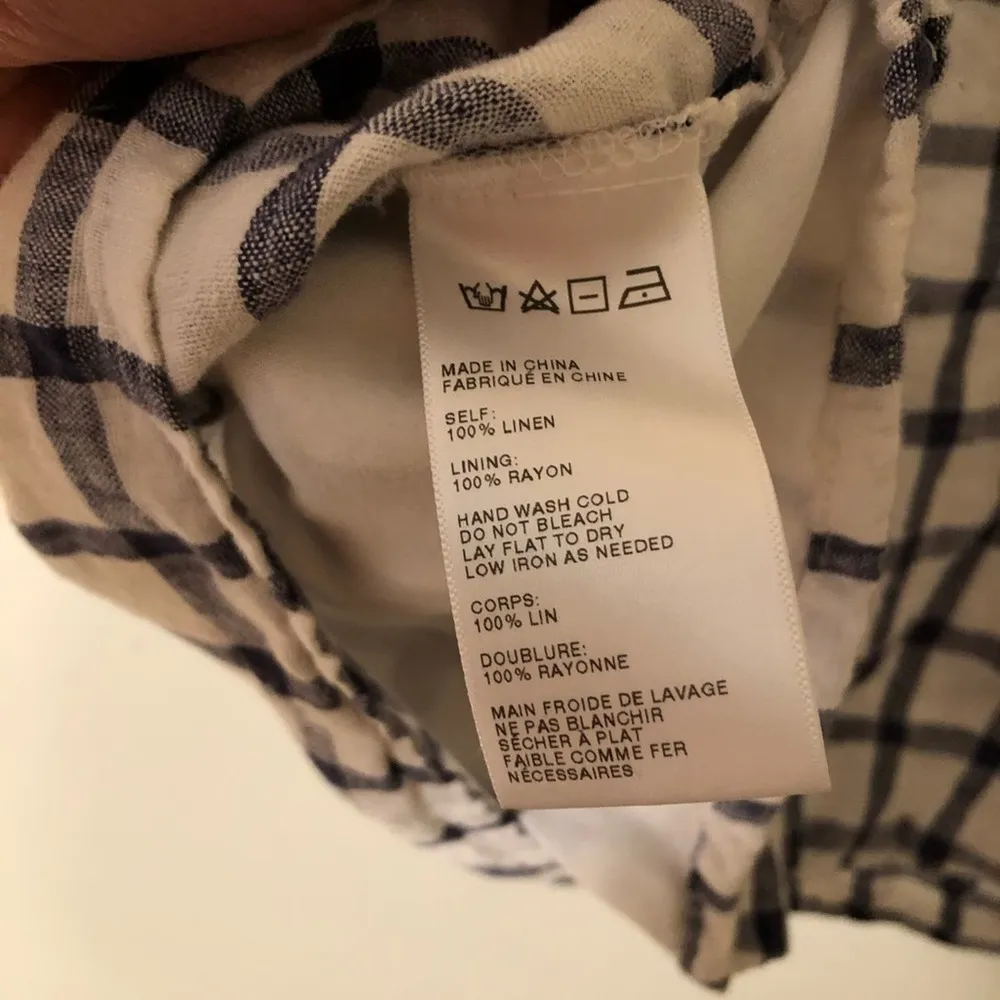 MADE IN CHINA
FABRIQUÉ EN CHINE
SELF:
100% LINEN
LINING:
100% RAYON
HAND WASH COLD
DO NOT BLEACH
LAY FLAT TO DRY
LOW IRON AS NEEDED
CORPS:
100% LIN
DOUBLURE:
100% RAYONNE
MAIN FROIDE DE LAVAGE
NE PAS BLANCHIR
SÉCHER À PLAT
FAIBLE COMME FER
NÉCESSAIRES